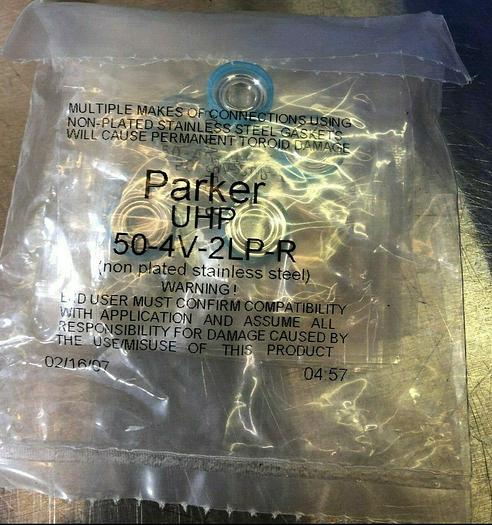 MULTIPLE MAKES OF CONNECTIONS USING
NON-PLATED STAINLESS STEEL GASKETS
WILL CAUSE PERMANENT TOROID DAMAGE
Parker
UHP
50-4V-2LP-R
(non plated stainless steel)
WARNING!
END USER MUST CONFIRM COMPATIBILITY
WITH APPLICATION AND ASSUME ALL
RESPONSIBILITY FOR DAMAGE CAUSED BY
THE USE/MISUSE OF THIS PRODUCT
02/16/07 04:57